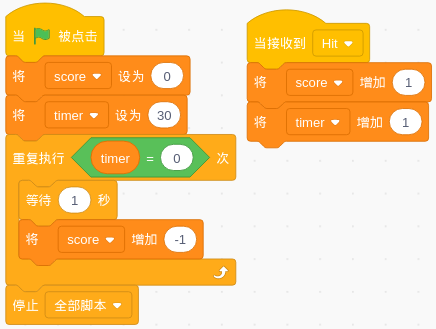 当 被点击
将 score 设为 0
将 timer 设为 30
重复执行 timer = 0 次
等待 1 秒
将 score 增加 -1
停止 全部脚本
当接收到 Hit
将 score 增加 1
将 timer 增加 1